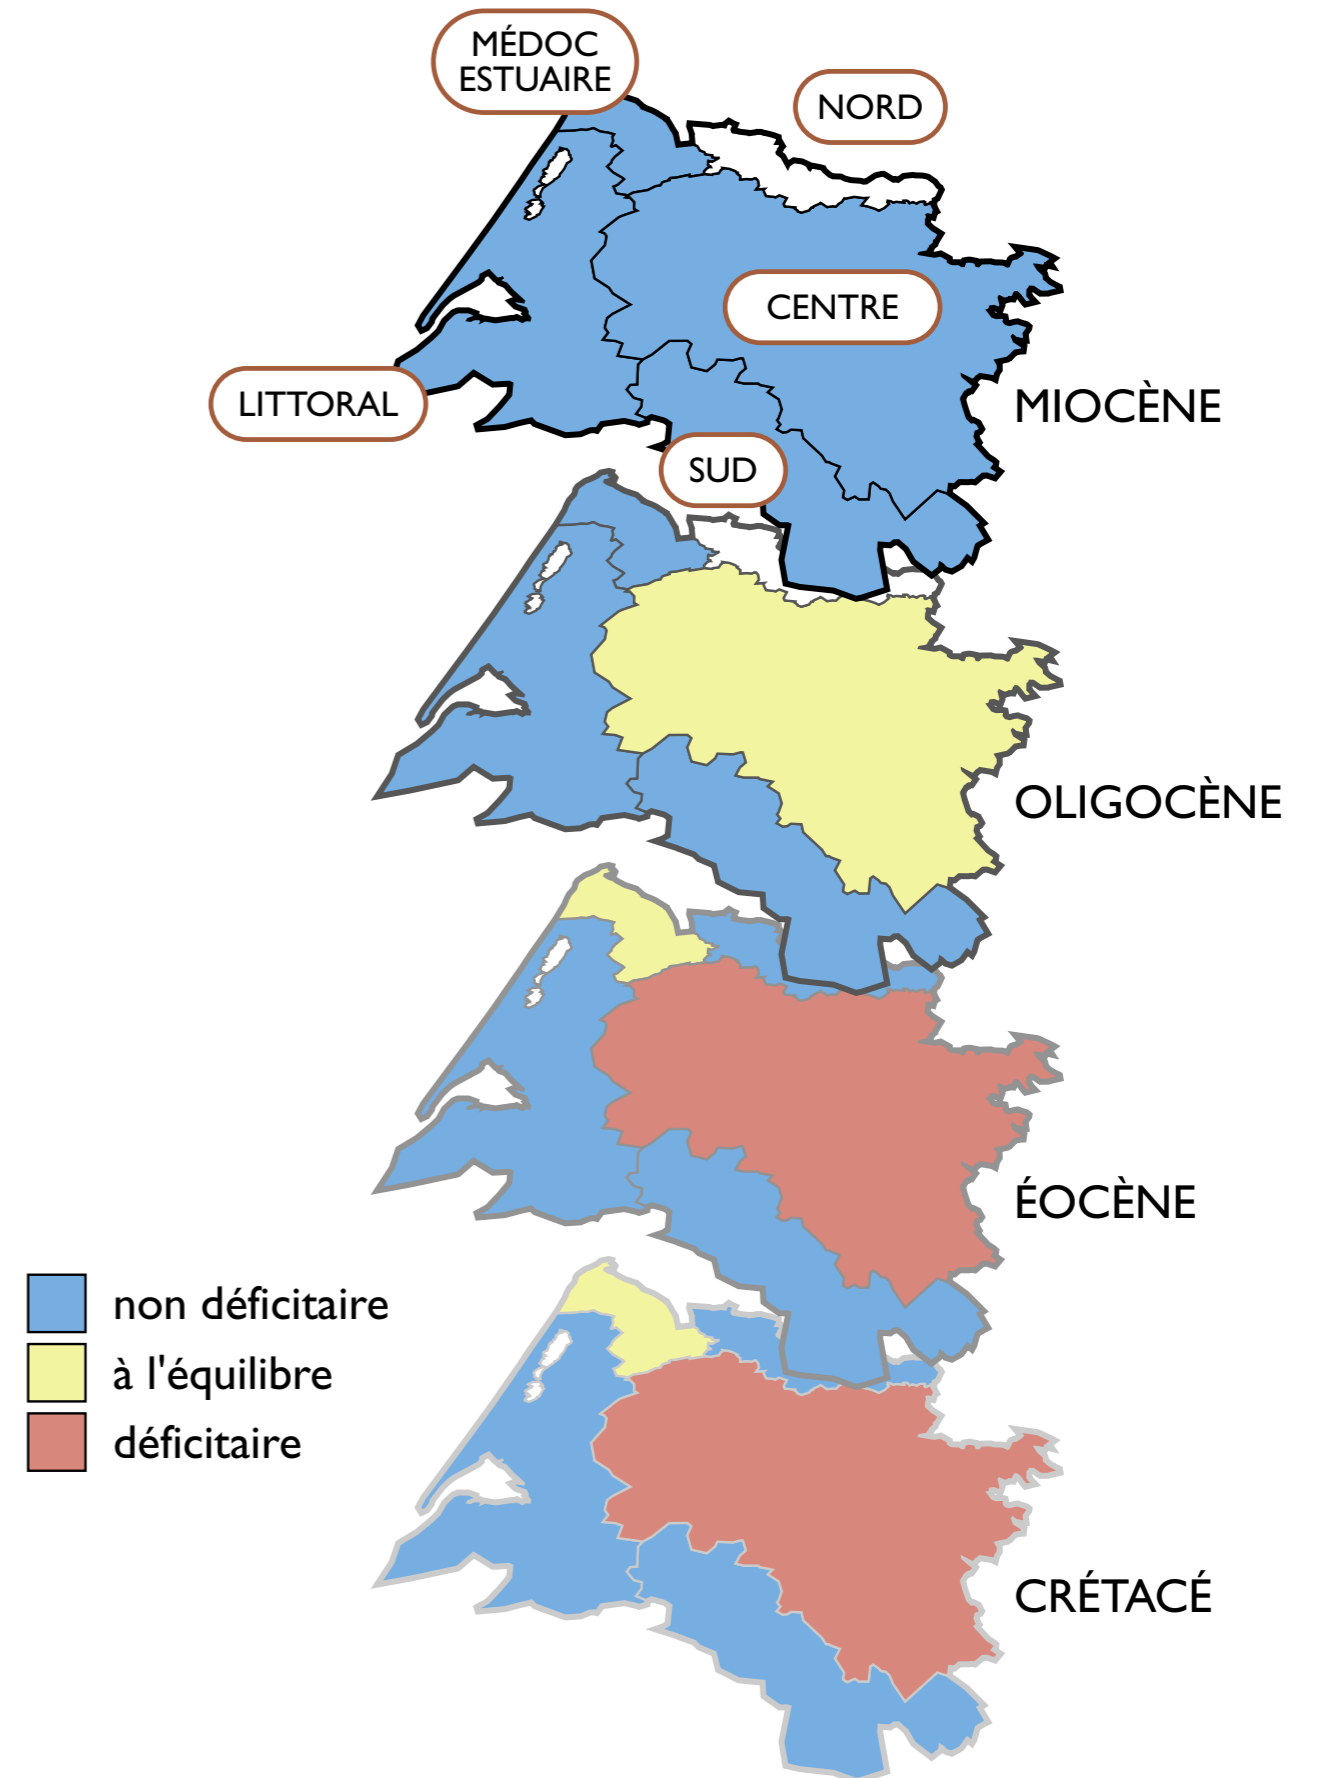 MÉDOC
ESTUAIRE
NORD
CENTRE
LITTORAL
MIOCÈNE
SUD
OLIGOCÈNE
ÉOCÈNE
non déficitaire
à l'équilibre
déficitaire
CRÉTACÉ